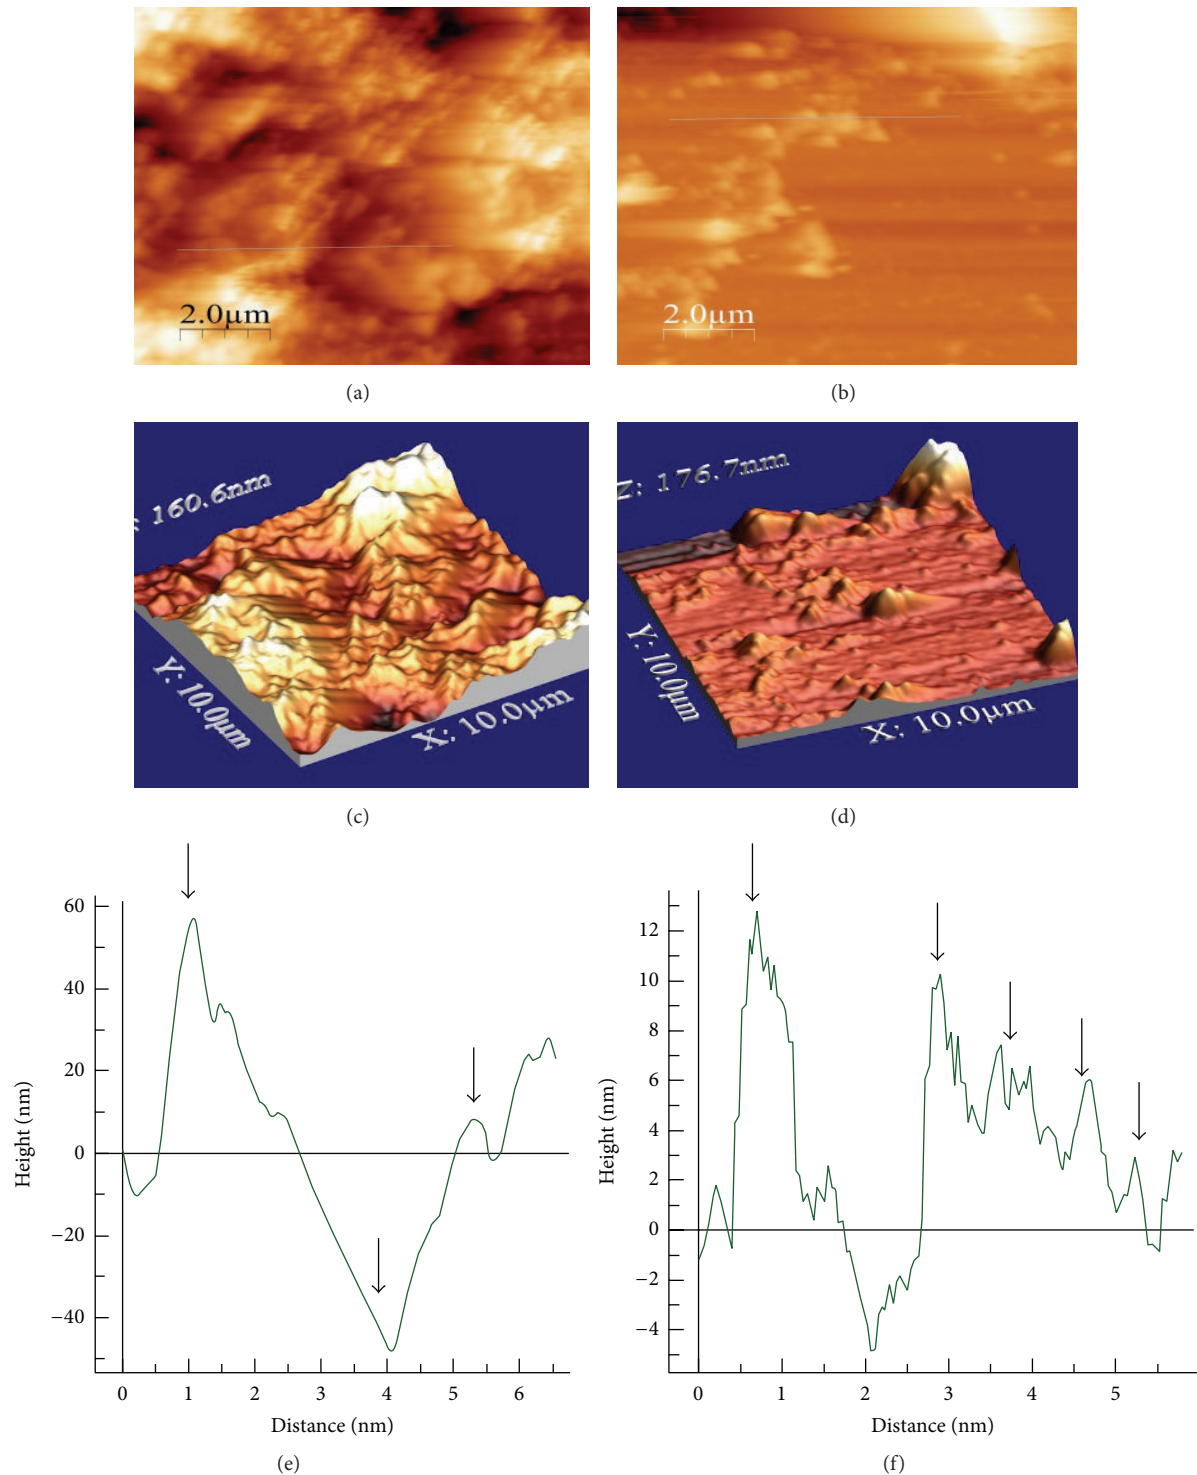 2.0μm
2.0μm
(a)
(b)
: 160.6nm
Y: 10.0μm
X: 10.0μm
Z: 176.7nm
Y: 10.0μm
X: 10.0μm
(c)
(d)
60
40
20
0
−20
−40
Height (nm)
0 1 2 3 4 5 6
Distance (nm)
(e)
12
10
8
6
4
2
0
−2
−4
Height (nm)
0 1 2 3 4 5
Distance (nm)
(f)